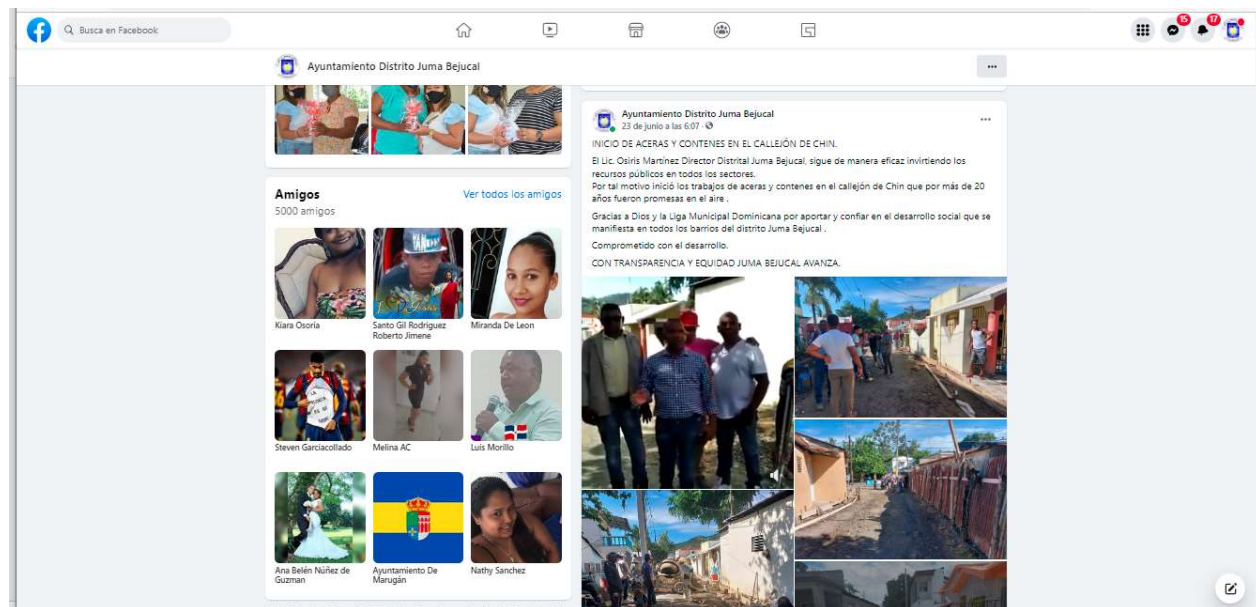 Busca en Facebook
15
17
Ayuntamiento Distrito Juma Bejucal
Amigos
Ver todos los amigos
5000 amigos
Kiara Osoria
Santo Gil Rodriguez
Roberto Jimene
Miranda De Leon
Steven Garciacollado
Melina AC
Luis Morillo
Ana Belén Núñez de
Guzman
Ayuntamiento De
Marugán
Nathy Sanchez
Ayuntamiento Distrito Juma Bejucal
23 de junio a las 6:07 ·
INICIO DE ACERAS Y CONTENES EN EL CALLEJÓN DE CHIN.
El Lic. Osiris Martínez Director Distrital Juma Bejucal, sigue de manera eficaz invirtiendo los
recursos públicos en todos los sectores.
Por tal motivo inició los trabajos de aceras y contenes en el callejón de Chin que por más de 20
años fueron promesas en el aire .
Gracias a Dios y la Liga Municipal Dominicana por aportar y confiar en el desarrollo social que se
manifiesta en todos los barrios del distrito Juma Bejucal .
Comprometido con el desarrollo.
CON TRANSPARENCIA Y EQUIDAD JUMA BEJUCAL AVANZA.